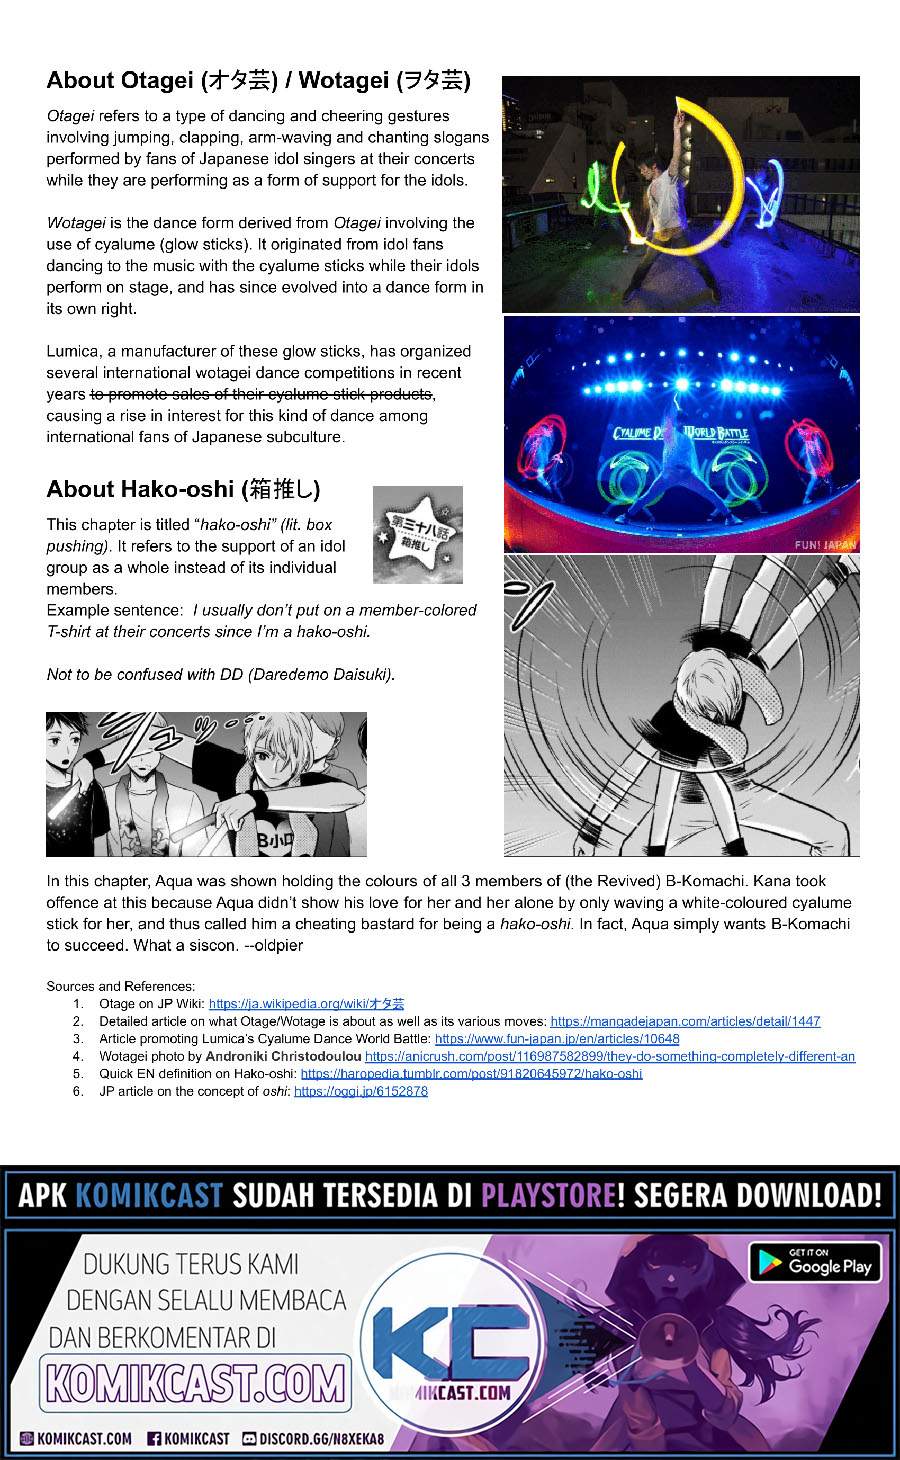 About Otagei (オタ芸) / Wotagei (ヲタ芸)
Otagei refers to a type of dancing and cheering gestures
involving jumping, clapping, arm-waving and chanting slogans
performed by fans of Japanese idol singers at their concerts
while they are performing as a form of support for the idols.
Wotagei is the dance form derived from Otagei involving the
use of cyalume (glow sticks). It originated from idol fans
dancing to the music with the cyalume sticks while their idols
perform on stage, and has since evolved into a dance form in
its own right.
Lumica, a manufacturer of these glow sticks, has organized
several international wotagei dance competitions in recent
years to promote sales of their cyalume stick products,
causing a rise in interest for this kind of dance among
international fans of Japanese subculture.
FUN! JAPAN
About Hako-oshi (箱推し)
This chapter is titled “hako-oshi” (lit. box
pushing). It refers to the support of an idol
group as a whole instead of its individual
members.
第三十八話
箱推し
Example sentence: I usually don’t put on a member-colored
T-shirt at their concerts since I’m a hako-oshi.
Not to be confused with DD (Daredemo Daisuki).
B小口
In this chapter, Aqua was shown holding the colours of all 3 members of (the Revived) B-Komachi. Kana took
offence at this because Aqua didn’t show his love for her and her alone by only waving a white-coloured cyalume
stick for her, and thus called him a cheating bastard for being a hako-oshi. In fact, Aqua simply wants B-Komachi
to succeed. What a siscon. --oldpier
Sources and References:
1. Otage on JP Wiki: https://ja.wikipedia.org/wiki/オタ芸
2. Detailed article on what Otage/Wotage is about as well as its various moves: https://mangadejapan.com/articles/detail/1447
3. Article promoting Lumica’s Cyalume Dance World Battle: https://www.fun-japan.jp/en/articles/10648
4. Wotagei photo by Androniki Christodoulou https://anicrush.com/post/116987582899/they-do-something-completely-different-an
5. Quick EN definition on Hako-oshi: https://haropedia.tumblr.com/post/91820645972/hako-oshi
6. JP article on the concept of oshi: https://oggi.jp/6152878
APK KOMIKCAST SUDAH TERSEDIA DI PLAYSTORE! SEGERA DOWNLOAD!
DUKUNG TERUS KAMI
DENGAN SELALU MEMBACA
DAN BERKOMENTAR DI
KOMIKCAST.COM
KC
GET IT ON
Google Play
KOMIKCAST.COM KOMIKCAST DISCORD.GG/N8XEKA8